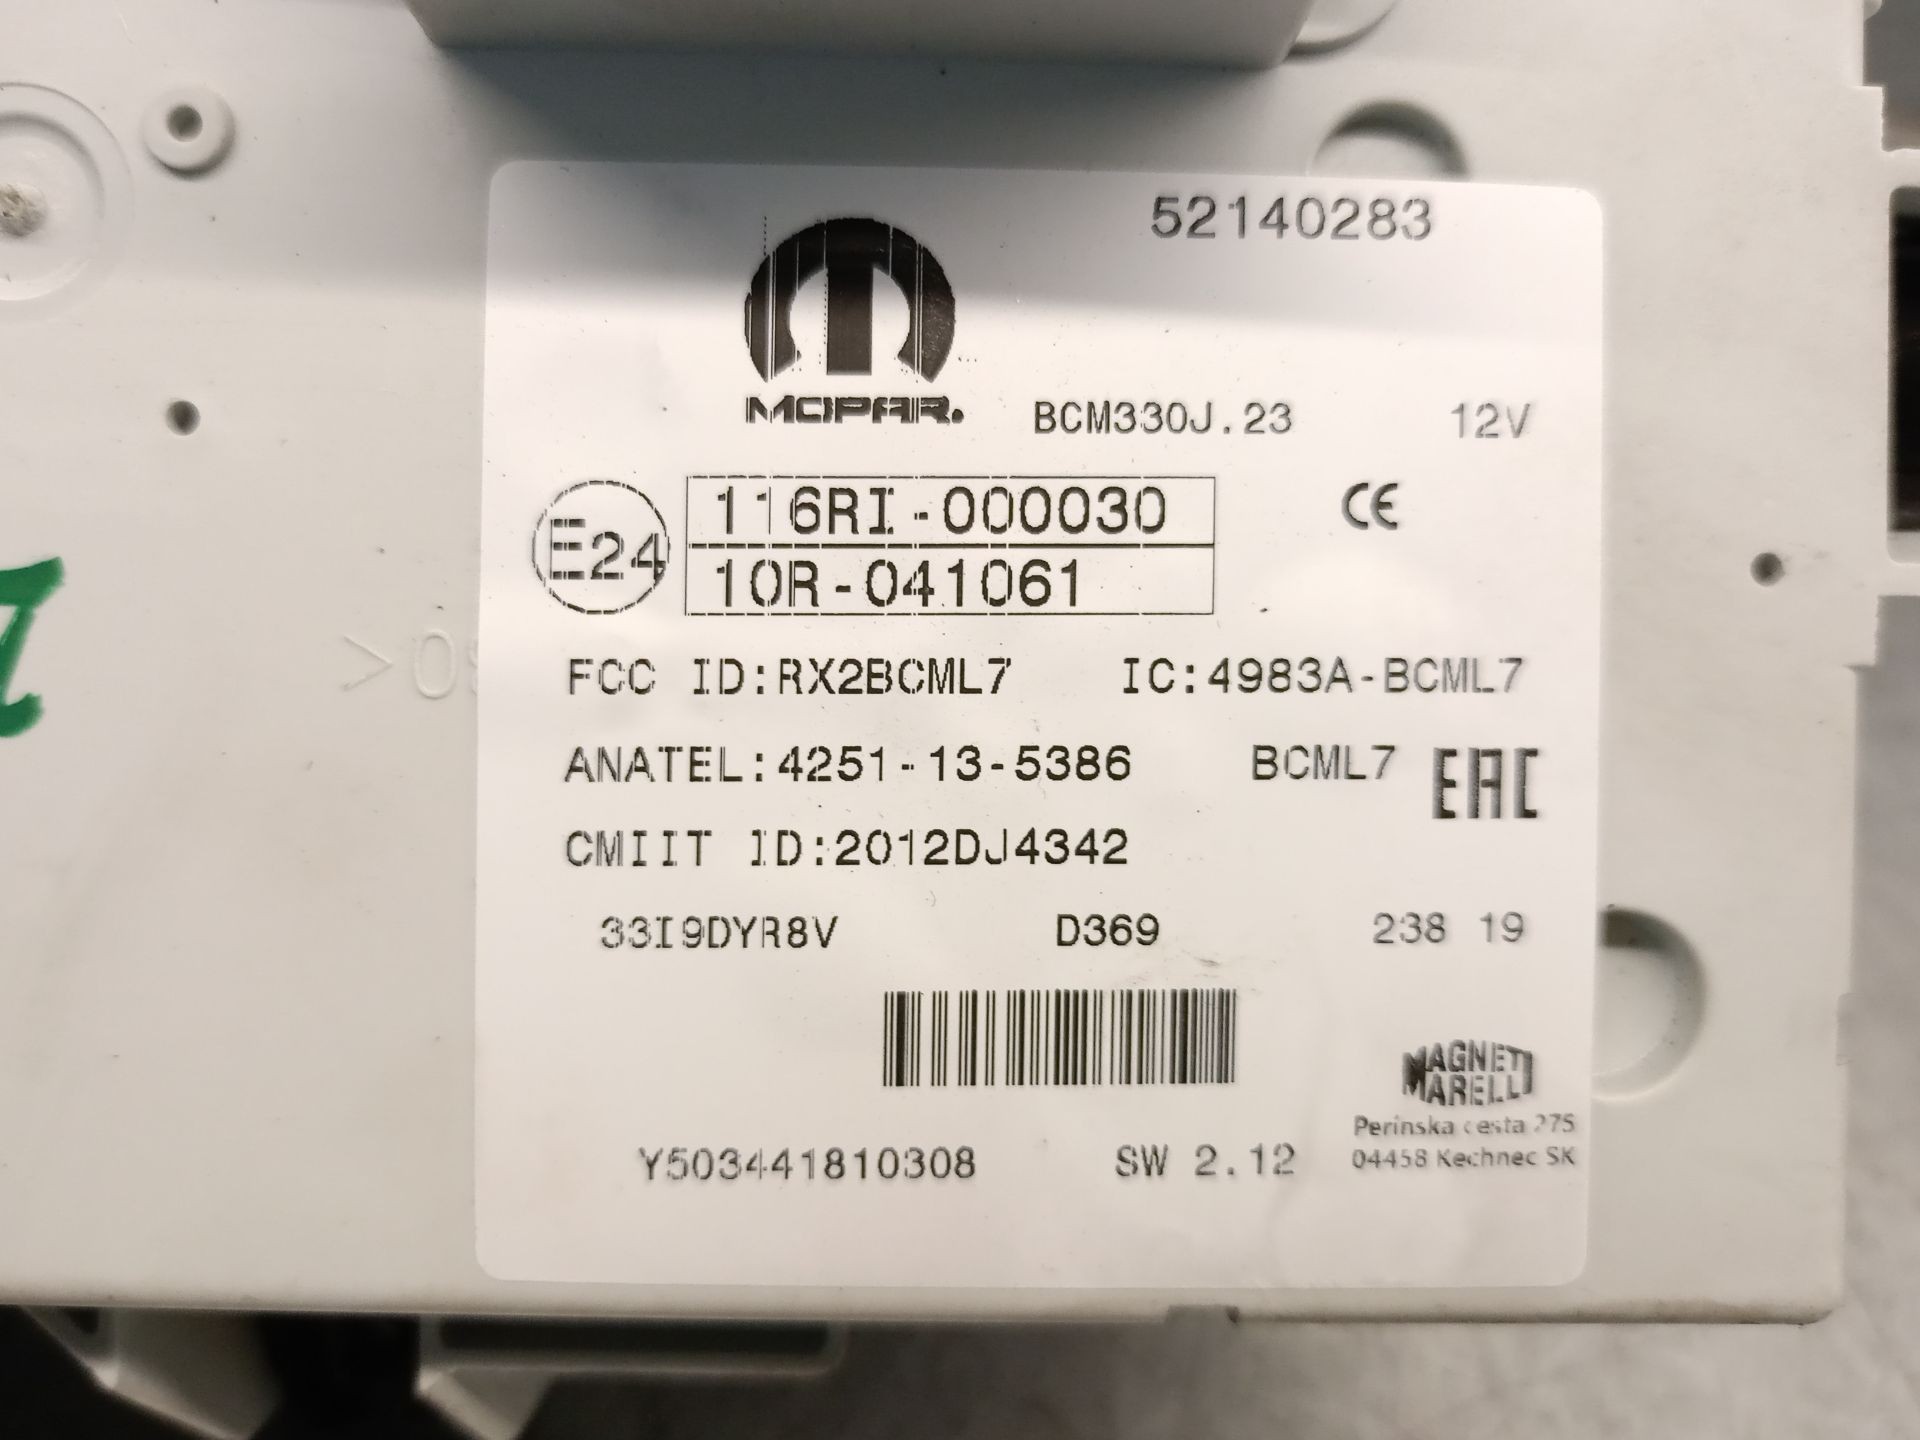 52140283
MOPAR.
BCM330J.23 12V
E24
116RI-000030
CE
10R-041061
FCC ID:RX2BCML7 IC:4983A-BCML7
ANATEL:4251-13-5386 BCML7 EAC
CMIIT ID:2012DJ4342
33I9DYR8V D369 238 19
MAGNETI
MARELLI
Perinska cesta 275
04458 Kechnec SK
Y503441810308 SW 2.12